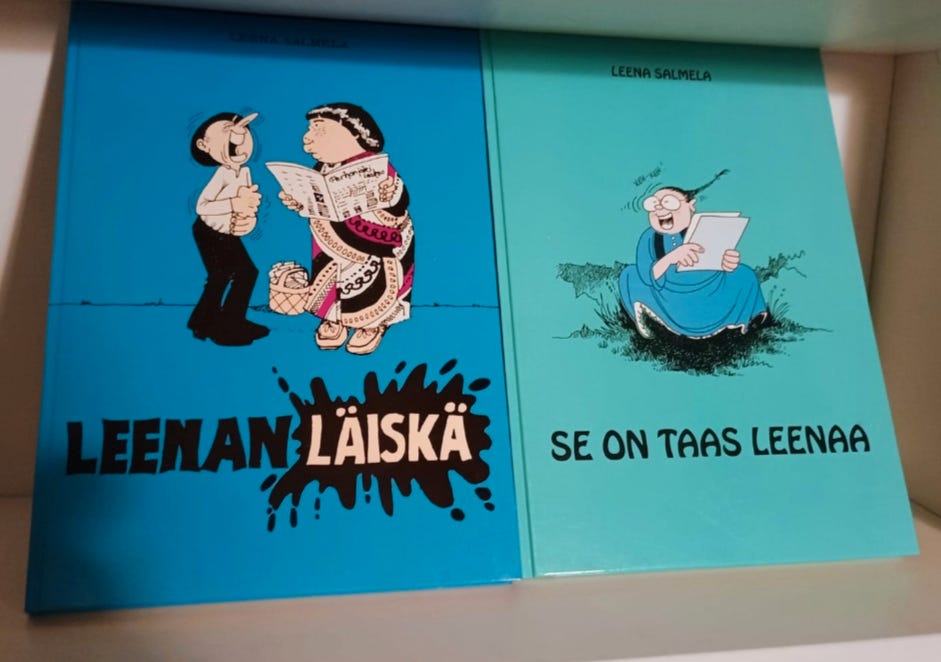 LEENA SALMELA
LEENAN LÄISKÄ
LEENA SALMELA
SE ON TAAS LEENAA